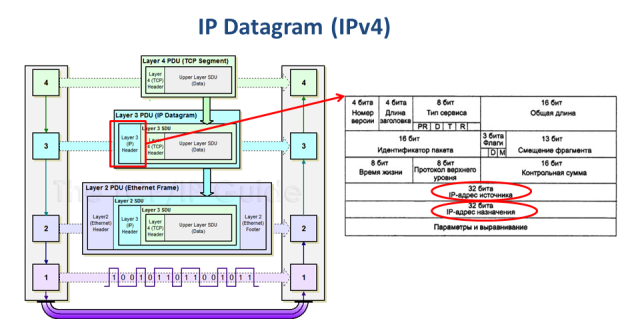 IP Datagram (IPv4)
Layer 4 PDU (TCP Segment)
Layer
4 (TCP)
Header
Upper Layer SDU
(Data)
4
4
Layer 3 PDU (IP Datagram)
Layer 3 SDU
Layer 3
(IP)
Header
Layer
4 (TCP)
Header
Upper Layer SDU
(Data)
3
3
Layer 2 PDU (Ethernet Frame)
Layer 2 SDU
Layer2
(Ethernet)
Header
Layer 3
(IP)
Header
Layer 3 SDU
Layer
4 (TCP)
Header
Upper Layer SDU
(Data)
Layer 2
(Ethernet)
Footer
2
2
1
1 0 0 1 0 1 1 0 1 1 0 0 1 0 1 1
1
4 бита
Номер
версии
4 бита
Длина
заголовка
8 бит
Тип сервиса
PR D T R
16 бит
Общая длина
16 бит
Идентификатор пакета
3 бита
Флаги
D M
13 бит
Смещение фрагмента
8 бит
Время жизни
8 бит
Протокол верхнего
уровня
16 бит
Контрольная сумма
32 бита
IP-адрес источника
32 бита
IP-адрес назначения
Параметры и выравнивание